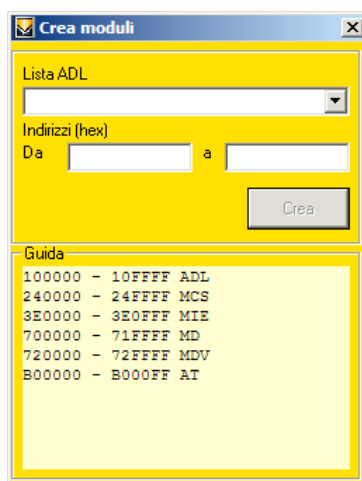 Crea moduli
Lista ADL
Indirizzi (hex)
Da a
Crea
Guida
100000 - 10FFFF ADL
240000 - 24FFFF MCS
3E0000 - 3E0FFF MIE
700000 - 71FFFF MD
720000 - 72FFFF MDV
B00000 - B000FF AT